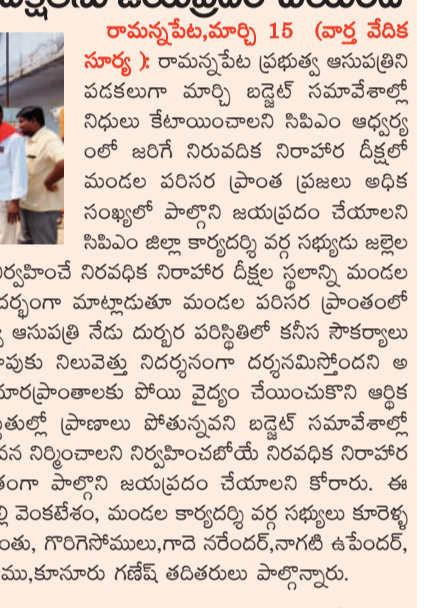 రామన్నపేట,మార్చి 15 (వార్త వేదిక
సూర్య ): రామన్నపేట ప్రభుత్వ ఆసుపత్రిని
పడకలుగా మార్చి బడ్జెట్ సమావేశాల్లో
నిధులు కేటాయించాలని సిపిఎం ఆధ్వర్య
ంలో జరిగే నిరువదిక నిరాహార దీక్షలో
మండల పరిసర ప్రాంత ప్రజలు అధిక
సంఖ్యలో పాల్గొని జయప్రదం చేయాలని
సిపిఎం జిల్లా కార్యదర్శి వర్గ సభ్యుడు జల్లెల
ర్వహించే నిరవధిక నిరాహార దీక్షల స్థలాన్ని మండల
దర్భంగా మాట్లాడుతూ మండల పరిసర ప్రాంతంలో
ఆసుపత్రి నేడు దుర్భర పరిస్థితిలో కనీస సౌకర్యాలు
ాపుకు నిలువెత్తు నిదర్శనంగా దర్శనమిస్తోందని అ
దూరప్రాంతాలకు పోయి వైద్యం చేయించుకొని ఆర్థిక
తుల్లో ప్రాణాలు పోతున్నవని బడ్జెట్ సమావేశాల్లో
వన నిర్మించాలని నిర్వహించబోయే నిరవధిక నిరాహార
తంగా పాల్గొని జయప్రదం చేయాలని కోరారు. ఈ
ల్లి వెంకటేశం, మండల కార్యదర్శి వర్గ సభ్యులు కూరెళ్ళ
ంతు, గొరిగెసోములు,గాదె నరేందర్,నాగటి ఉపేందర్,
ము,కూనూరు గణేష్ తదితరులు పాల్గొన్నారు.